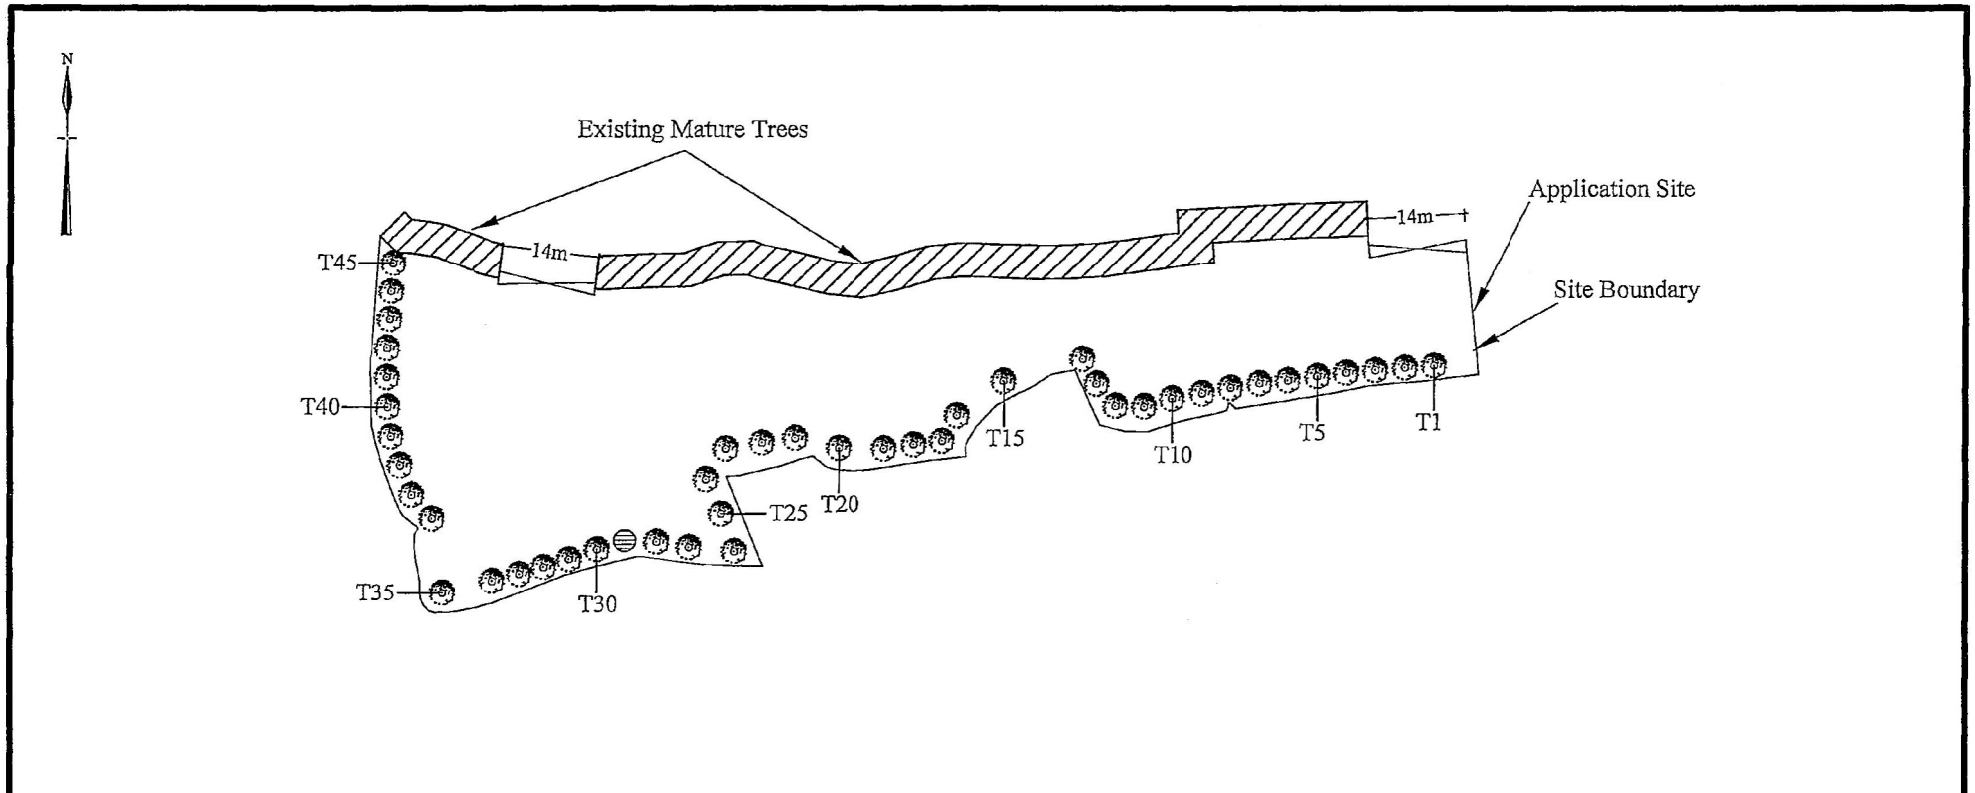 N
Existing Mature Trees
Application Site
14m
14m
T45
Site Boundary
T40
T1
T5
T15
T10
T20
T25
T35
T30